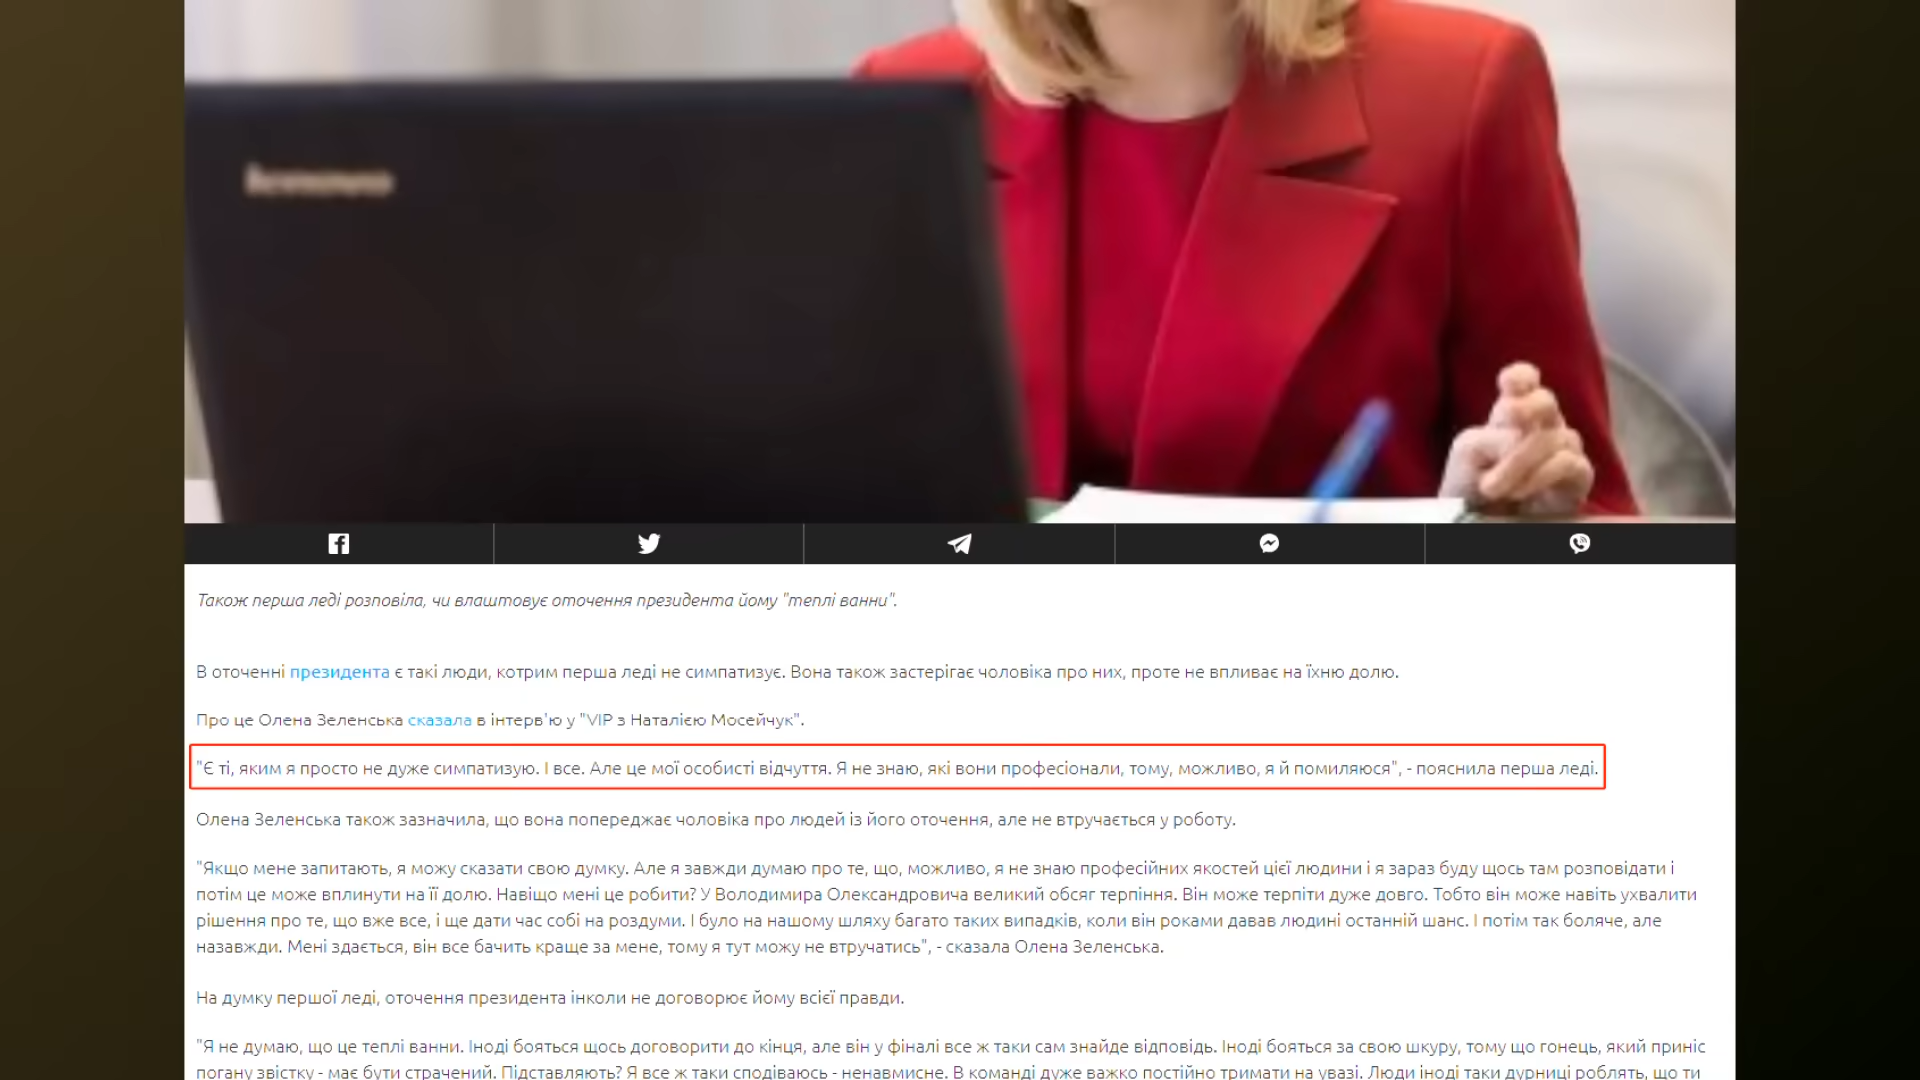 lenovo
Також перша леді розповіла, чи влаштовує оточення президента йому "теплі ванни".
В оточенні президента є такі люди, котрим перша леді не симпатизує. Вона також застерігає чоловіка про них, проте не впливає на їхню долю.
Про це Олена Зеленська сказала в інтерв'ю у "VIP з Наталією Мосейчук".
"Є ті, яким я просто не дуже симпатизую. І все. Але це мої особисті відчуття. Я не знаю, які вони професіонали, тому, можливо, я й помиляюся", - пояснила перша леді.
Олена Зеленська також зазначила, що вона попереджає чоловіка про людей із його оточення, але не втручається у роботу.
"Якщо мене запитають, я можу сказати свою думку. Але я завжди думаю про те, що, можливо, я не знаю професійних якостей цієї людини і я зараз буду щось там розповідати і
потім це може вплинути на її долю. Навіщо мені це робити? У Володимира Олександровича великий обсяг терпіння. Він може терпіти дуже довго. Тобто він може навіть ухвалити
рішення про те, що вже все, і ще дати час собі на роздуми. І було на нашому шляху багато таких випадків, коли він роками давав людині останній шанс. І потім так боляче, але
назавжди. Мені здається, він все бачить краще за мене, тому я тут можу не втручатись", - сказала Олена Зеленська.
На думку першої леді, оточення президента інколи не договорює йому всієї правди.
"Я не думаю, що це теплі ванни. Іноді бояться щось договорити до кінця, але він у фіналі все ж таки сам знайде відповідь. Іноді бояться за свою шкуру, тому що гонець, який приніс
погану звістку - має бути страчений. Підставляють? Я все ж таки сподіваюсь - ненавмисне. В команді дуже важко постійно тримати на увазі. Люди іноді таки дурниці роблять, що ти